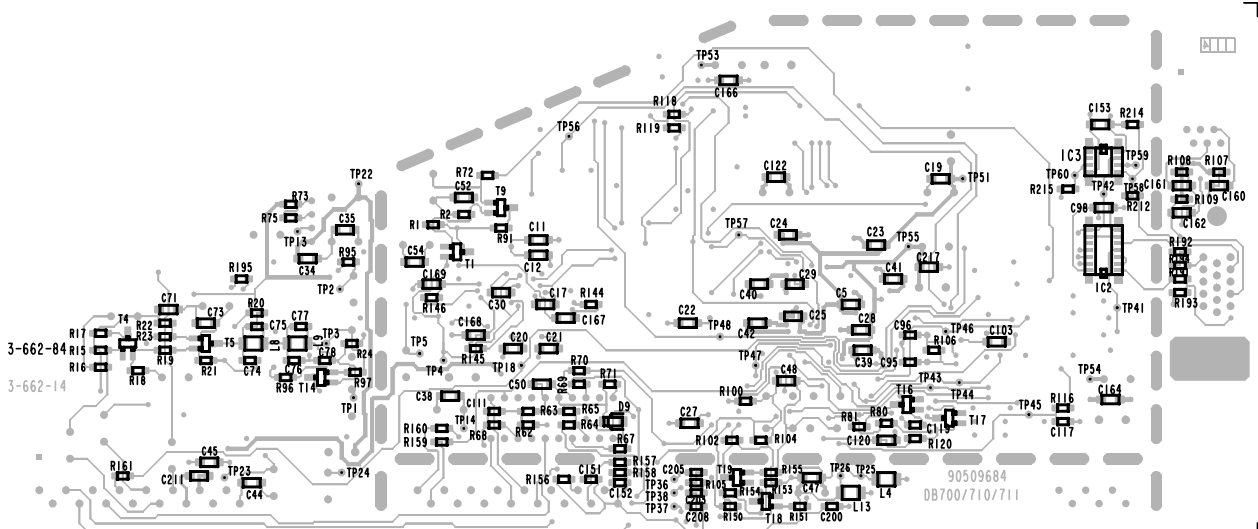 TP53
C166
R118
R119
TP56
C153
R214
IC3
TP59
TP60
R215
TP42
TP58
R212
C98
IC2
TP41
R108
R107
C161
C160
R109
C162
R192
R193
R72
C52
T9
R2
R1
R91
C11
C12
C54
T1
C169
R146
C30
C17
R144
C167
C168
R145
C20
C21
TP5
TP4
TP18
C122
C19
TP51
TP57
C24
C23
TP55
C217
C41
C29
C40
C5
C25
C28
C22
TP48
C42
C39
C96
TP46
C103
R106
C95
TP47
TP22
R73
R75
TP13
C35
C34
R95
R195
TP2
C71
R20
C73
R22
R23
C75
C77
T4
R17
R15
R16
R19
T5
L8
L9
TP3
C78
R24
R18
R21
C74
C76
R96
T14
R97
TP1
3-662-84
3-662-14
C50
R70
R69
R71
C48
R100
TP43
TP44
TP54
C164
C38
TP14
C111
R63
R65
R64
D9
R68
R62
R160
R159
C27
R102
R104
R81
R80
T16
T17
C119
R120
C120
TP45
R116
C117
R67
R157
R158
R156
C151
C152
C205
TP36
TP38
TP37
R105
C203
C208
T19
R154
R150
R155
R153
T18
R151
C47
C200
TP26
TP25
L13
L4
C45
R161
C211
TP23
C44
TP24
90509684
DB700/710/711